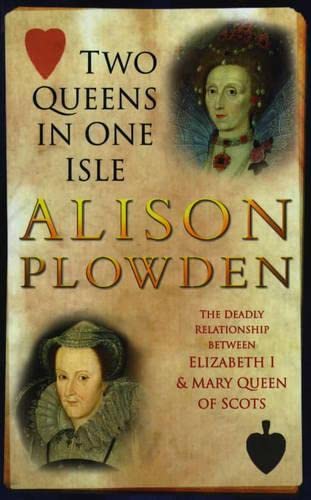 TWO
QUEENS
IN ONE
ISLE
ALISON
PLOWDEN
THE DEADLY
RELATIONSHIP
BETWEEN
ELIZABETH I
& MARY QUEEN
OF SCOTS